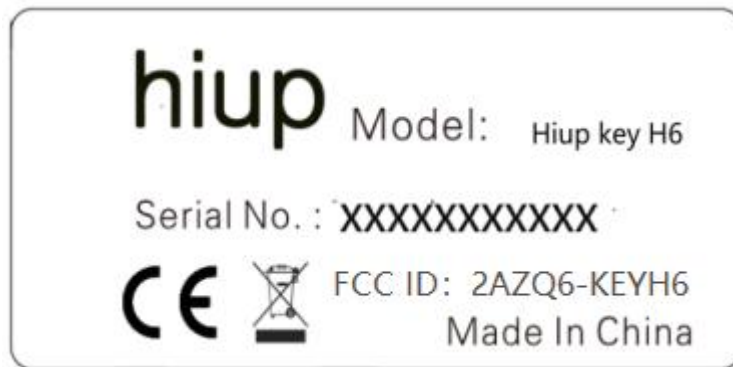 hiup Model: Hiup key H6
Serial No. : XXXXXXXXXXX
CE FCC ID: 2AZQ6-KEYH6
Made In China